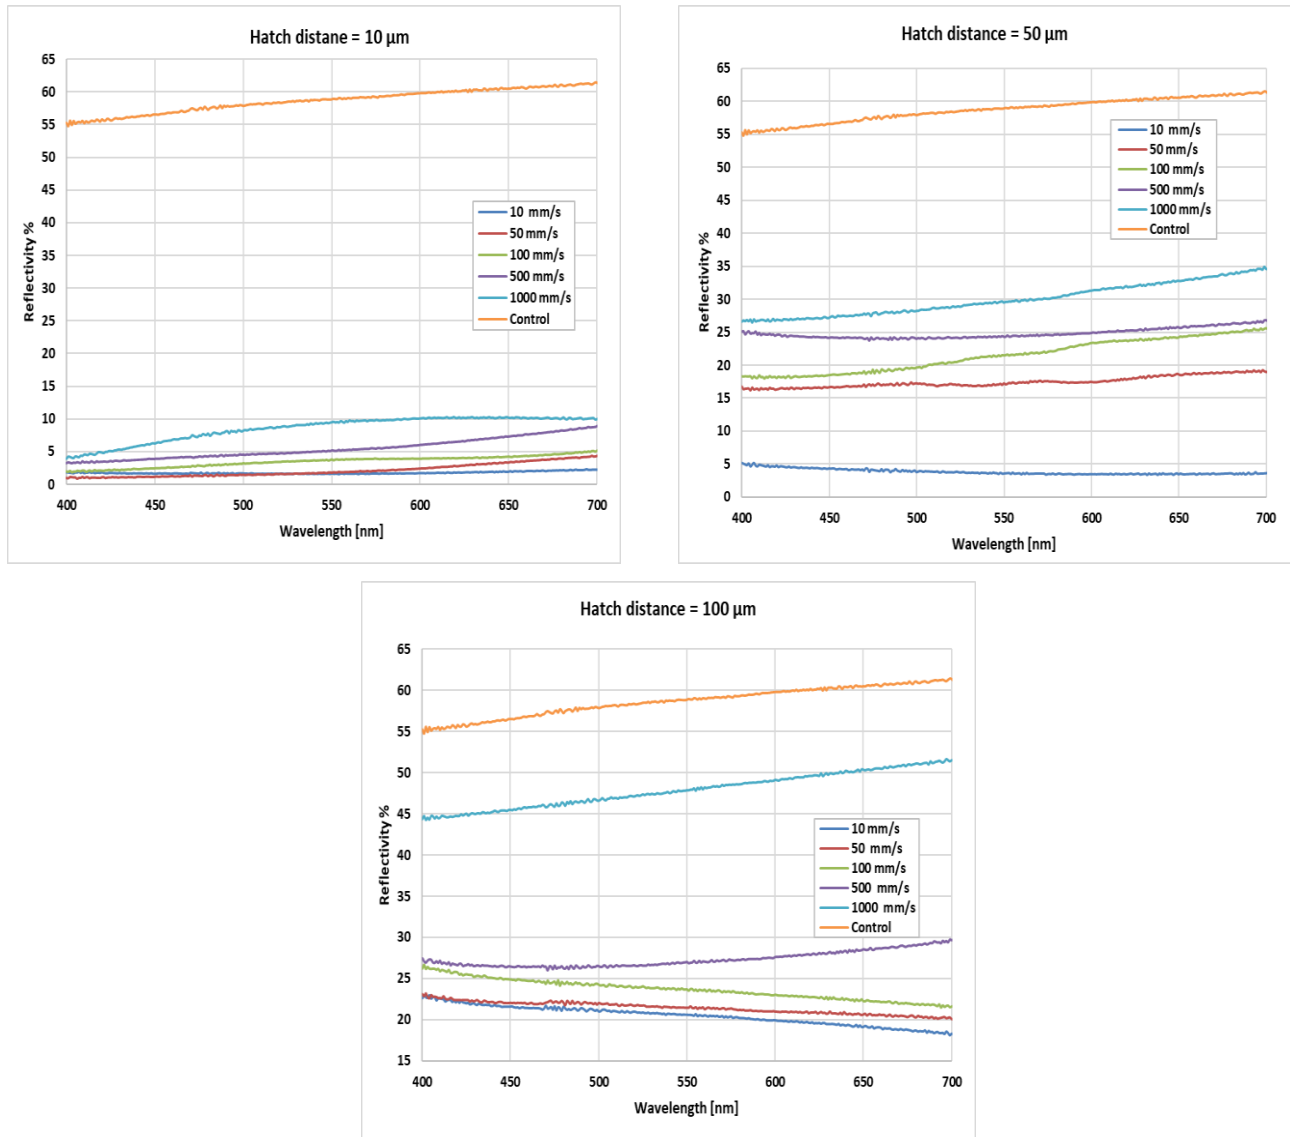 Hatch distane = 10 µm
Reflectivity %
65
60
55
50
45
40
35
30
25
20
15
10
5
0
400 450 500 550 600 650 700
Wavelength [nm]
10 mm/s
50 mm/s
100 mm/s
500 mm/s
1000 mm/s
Control
Hatch distance = 50 µm
Reflectivity %
65
60
55
50
45
40
35
30
25
20
15
10
5
0
400 450 500 550 600 650 700
Wavelength [nm]
10 mm/s
50 mm/s
100 mm/s
500 mm/s
1000 mm/s
Control
Hatch distance = 100 µm
Reflectivity %
65
60
55
50
45
40
35
30
25
20
15
400 450 500 550 600 650 700
Wavelength [nm]
10 mm/s
50 mm/s
100 mm/s
500 mm/s
1000 mm/s
Control